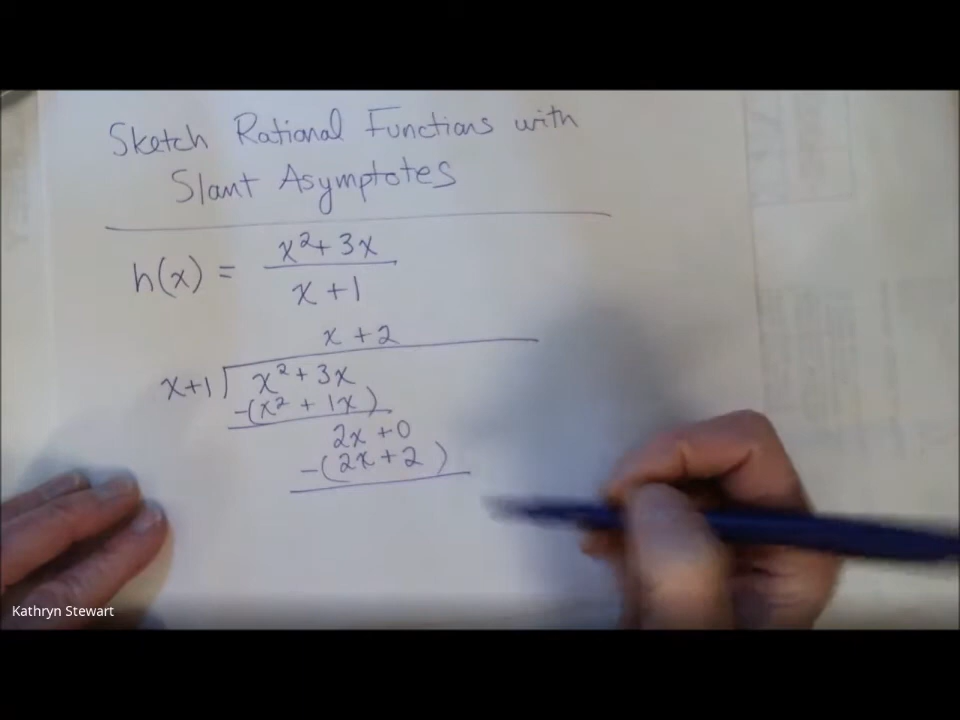 Sketch Rational Functions with
Slant Asymptotes
h(x) = x²+ 3x / x + 1
x + 2
x+1 x² + 3x
-(x² + 1x)
2x + 0
-(2x + 2)
Kathryn Stewart